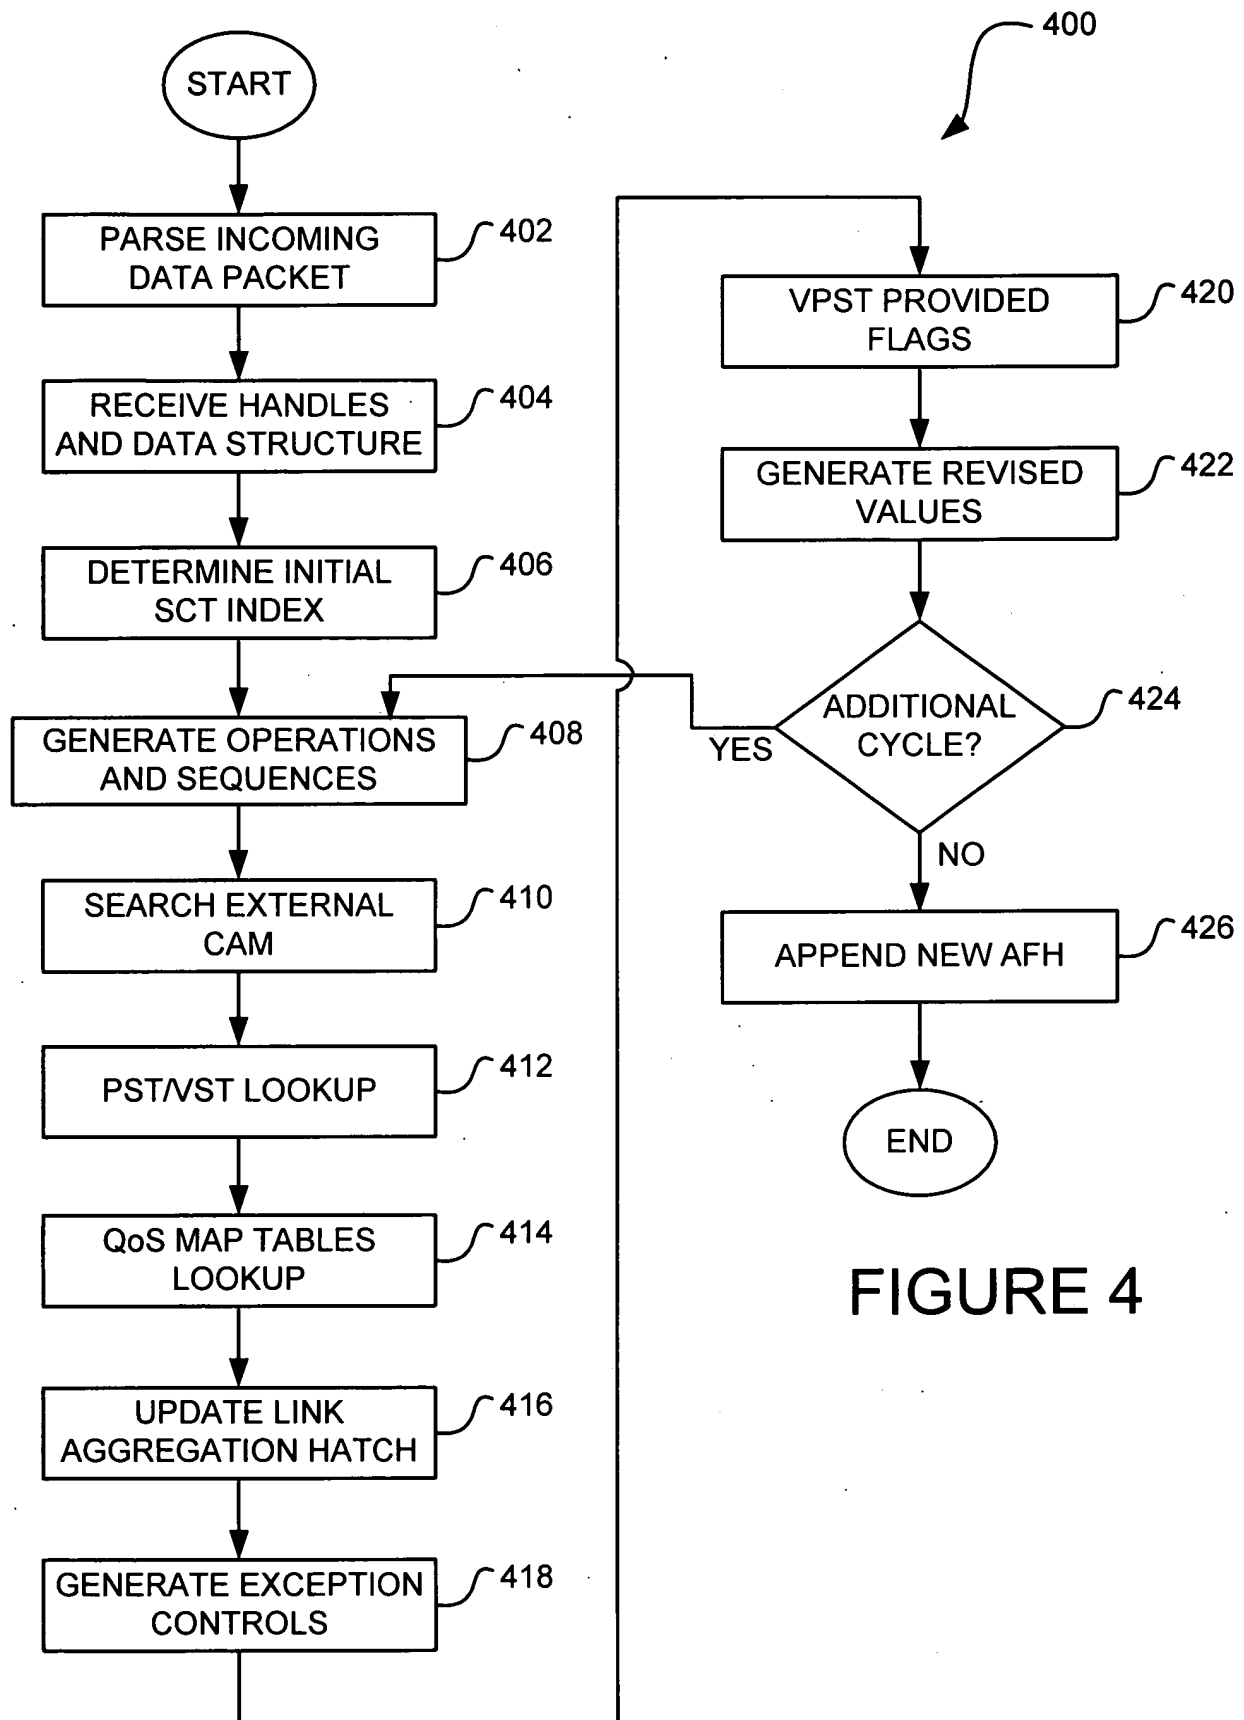 400
START
PARSE INCOMING
DATA PACKET
402
RECEIVE HANDLES
AND DATA STRUCTURE
404
DETERMINE INITIAL
SCT INDEX
406
GENERATE OPERATIONS
AND SEQUENCES
408
SEARCH EXTERNAL
CAM
410
PST/VST LOOKUP
412
QoS MAP TABLES
LOOKUP
414
UPDATE LINK
AGGREGATION HATCH
416
GENERATE EXCEPTION
CONTROLS
418
VPST PROVIDED
FLAGS
420
GENERATE REVISED
VALUES
422
ADDITIONAL
CYCLE?
424
YES
NO
APPEND NEW AFH
426
END
FIGURE 4